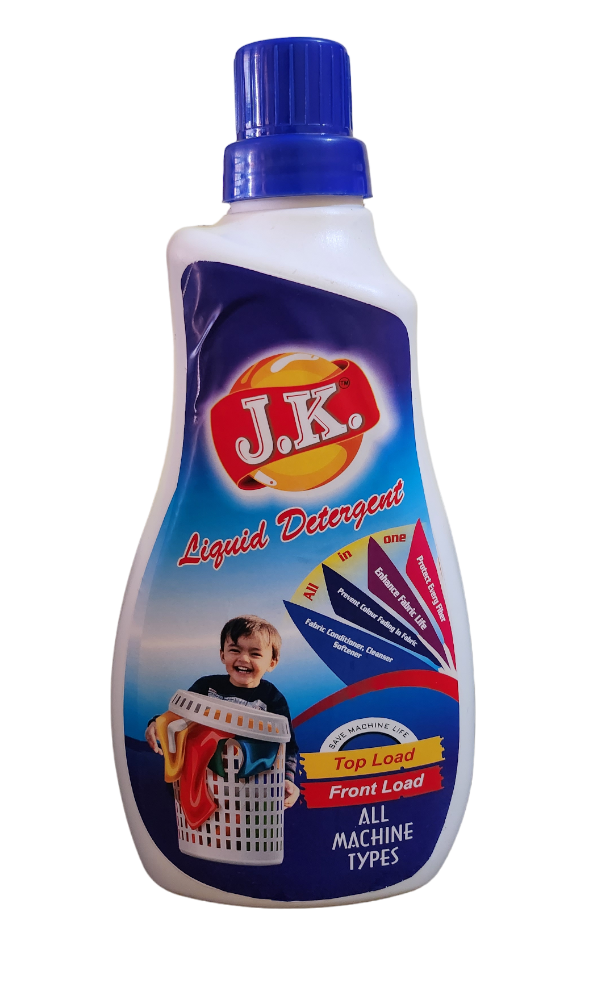 J.K.™
Liquid Detergent
All in one
Fabric Conditioner, Cleanser
Softener
Prevent Colour Fading In Fabric
Enhance Fabric Life
Protect Every Fiber
SAVE MACHINE LIFE
Top Load
Front Load
ALL
MACHINE
TYPES